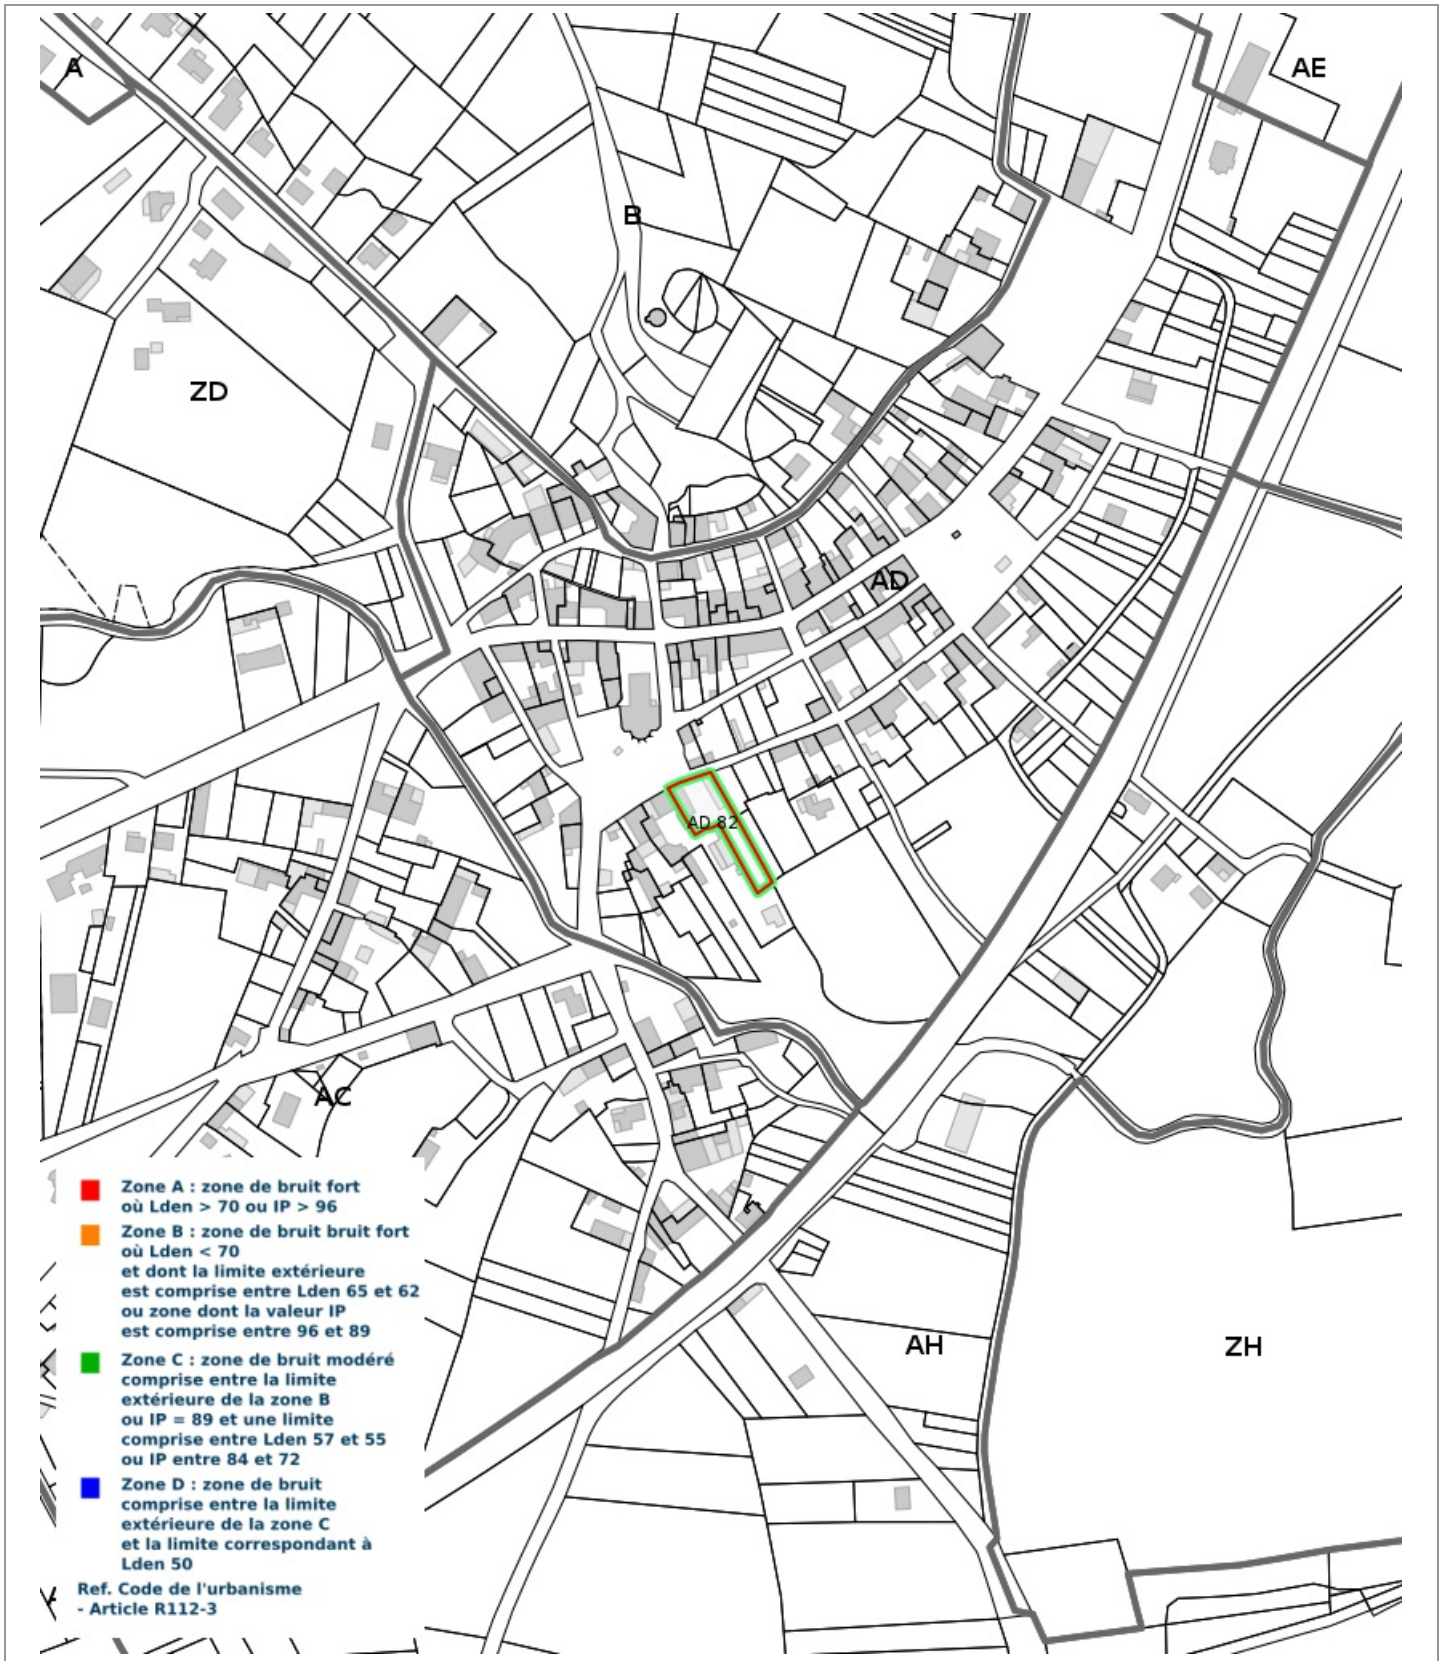 A
AE
B
ZD
AD
AD 82
AC
AH
ZH
Zone A : zone de bruit fort
où Lden > 70 ou IP > 96
Zone B : zone de bruit bruit fort
où Lden < 70
et dont la limite extérieure
est comprise entre Lden 65 et 62
ou zone dont la valeur IP
est comprise entre 96 et 89
Zone C : zone de bruit modéré
comprise entre la limite
extérieure de la zone B
ou IP = 89 et une limite
comprise entre Lden 57 et 55
ou IP entre 84 et 72
Zone D : zone de bruit
comprise entre la limite
extérieure de la zone C
et la limite correspondant à
Lden 50
Ref. Code de l'urbanisme
- Article R112-3